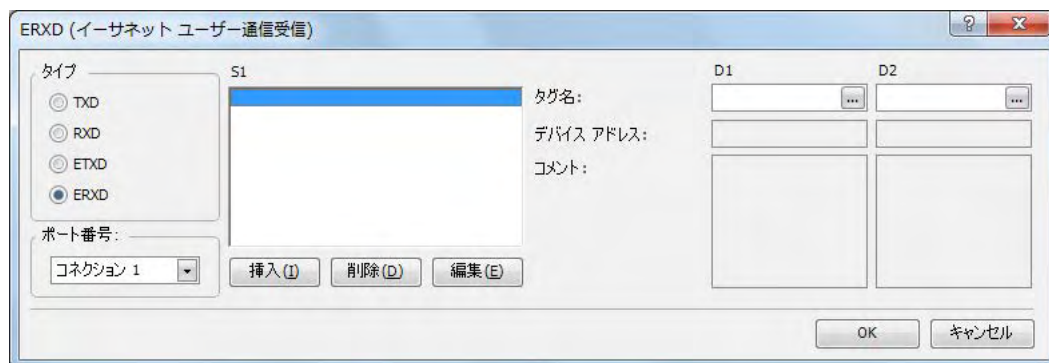 ERXD (イーサネット ユーザー通信受信)
タイプ
TXD
RXD
ETXD
ERXD
ポート番号:
コネクション 1
S1
挿入(I)
削除(D)
編集(E)
D1
D2
タグ名:
...
...
デバイス アドレス:
コメント:
OK
キャンセル